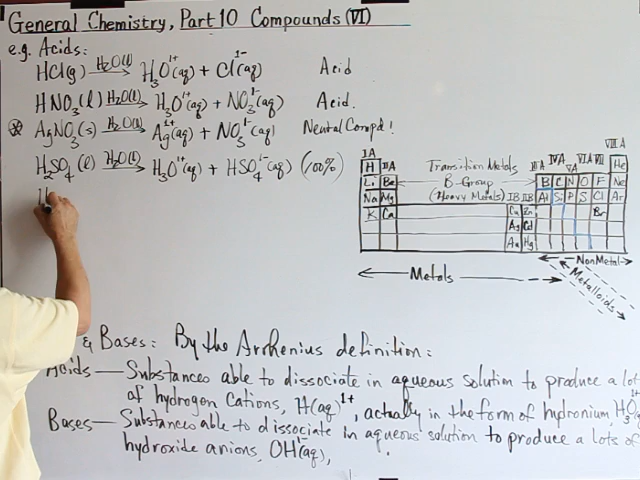 General Chemistry, Part 10 Compounds (VI)
e.g. Acids:
HCl(g) H₂O(l)→ H₃O¹⁺(aq) + Cl¹⁻(aq) Acid
HNO₃(l) H₂O(l)→ H₃O¹⁺(aq) + NO₃¹⁻(aq) Acid.
* AgNO₃(s) H₂O(l)→ Ag¹⁺(aq) + NO₃¹⁻(aq) Neutral Compd!
H₂SO₄(l) H₂O(l)→ H₃O¹⁺(aq) + HSO₄¹⁻(aq) (100%)
H
IA VIIIA
H IIA Transition Metals IIIA IVA VA VIA VII He
Li Be B-Group B C N O F Ne
Na Mg (Heavy Metals) IB IIB Al Si P S Cl Ar
K Ca Cu Zn Br
Ag Cd
Au Hg
NonMetal
Metals Metalloids
& Bases: By the Arrhenius definition:
Acids — Substances able to dissociate in aqueous solution to produce a lot
of hydrogen Cations, H(aq)¹⁺, actually in the form of hydronium, H₃O¹⁺
Bases — Substances able to dissociate in aqueous solution to produce a lots of
hydroxide anions, OH¹⁻(aq),